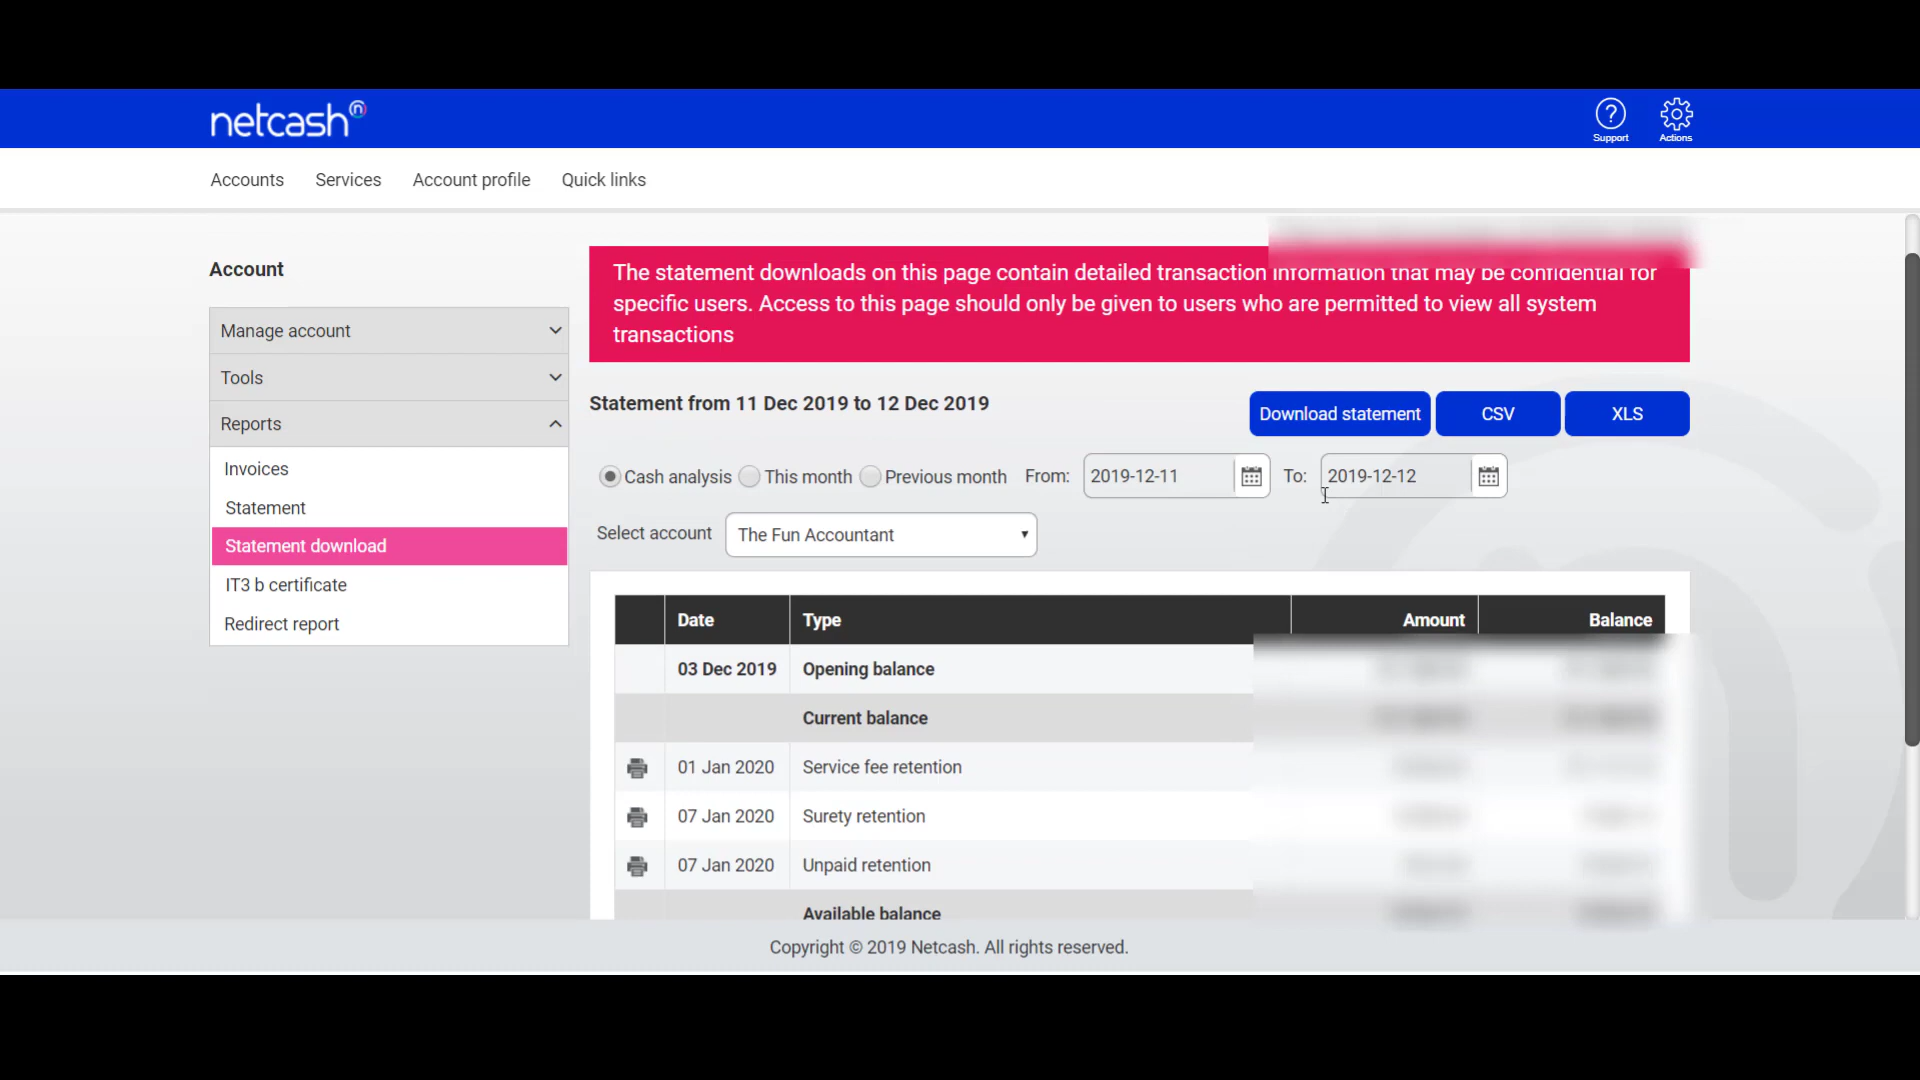 netcash n
Support
Actions
Accounts
Services
Account profile
Quick links
Account
Manage account
Tools
Reports
Invoices
Statement
Statement download
IT3 b certificate
Redirect report
The statement downloads on this page contain detailed transaction information that may be confidential for
specific users. Access to this page should only be given to users who are permitted to view all system
transactions
Statement from 11 Dec 2019 to 12 Dec 2019
Download statement
CSV
XLS
Cash analysis This month Previous month From: 2019-12-11 To: 2019-12-12
Select account The Fun Accountant
Date Type Amount Balance
03 Dec 2019 Opening balance
Current balance
01 Jan 2020 Service fee retention
07 Jan 2020 Surety retention
07 Jan 2020 Unpaid retention
Available balance
Copyright © 2019 Netcash. All rights reserved.